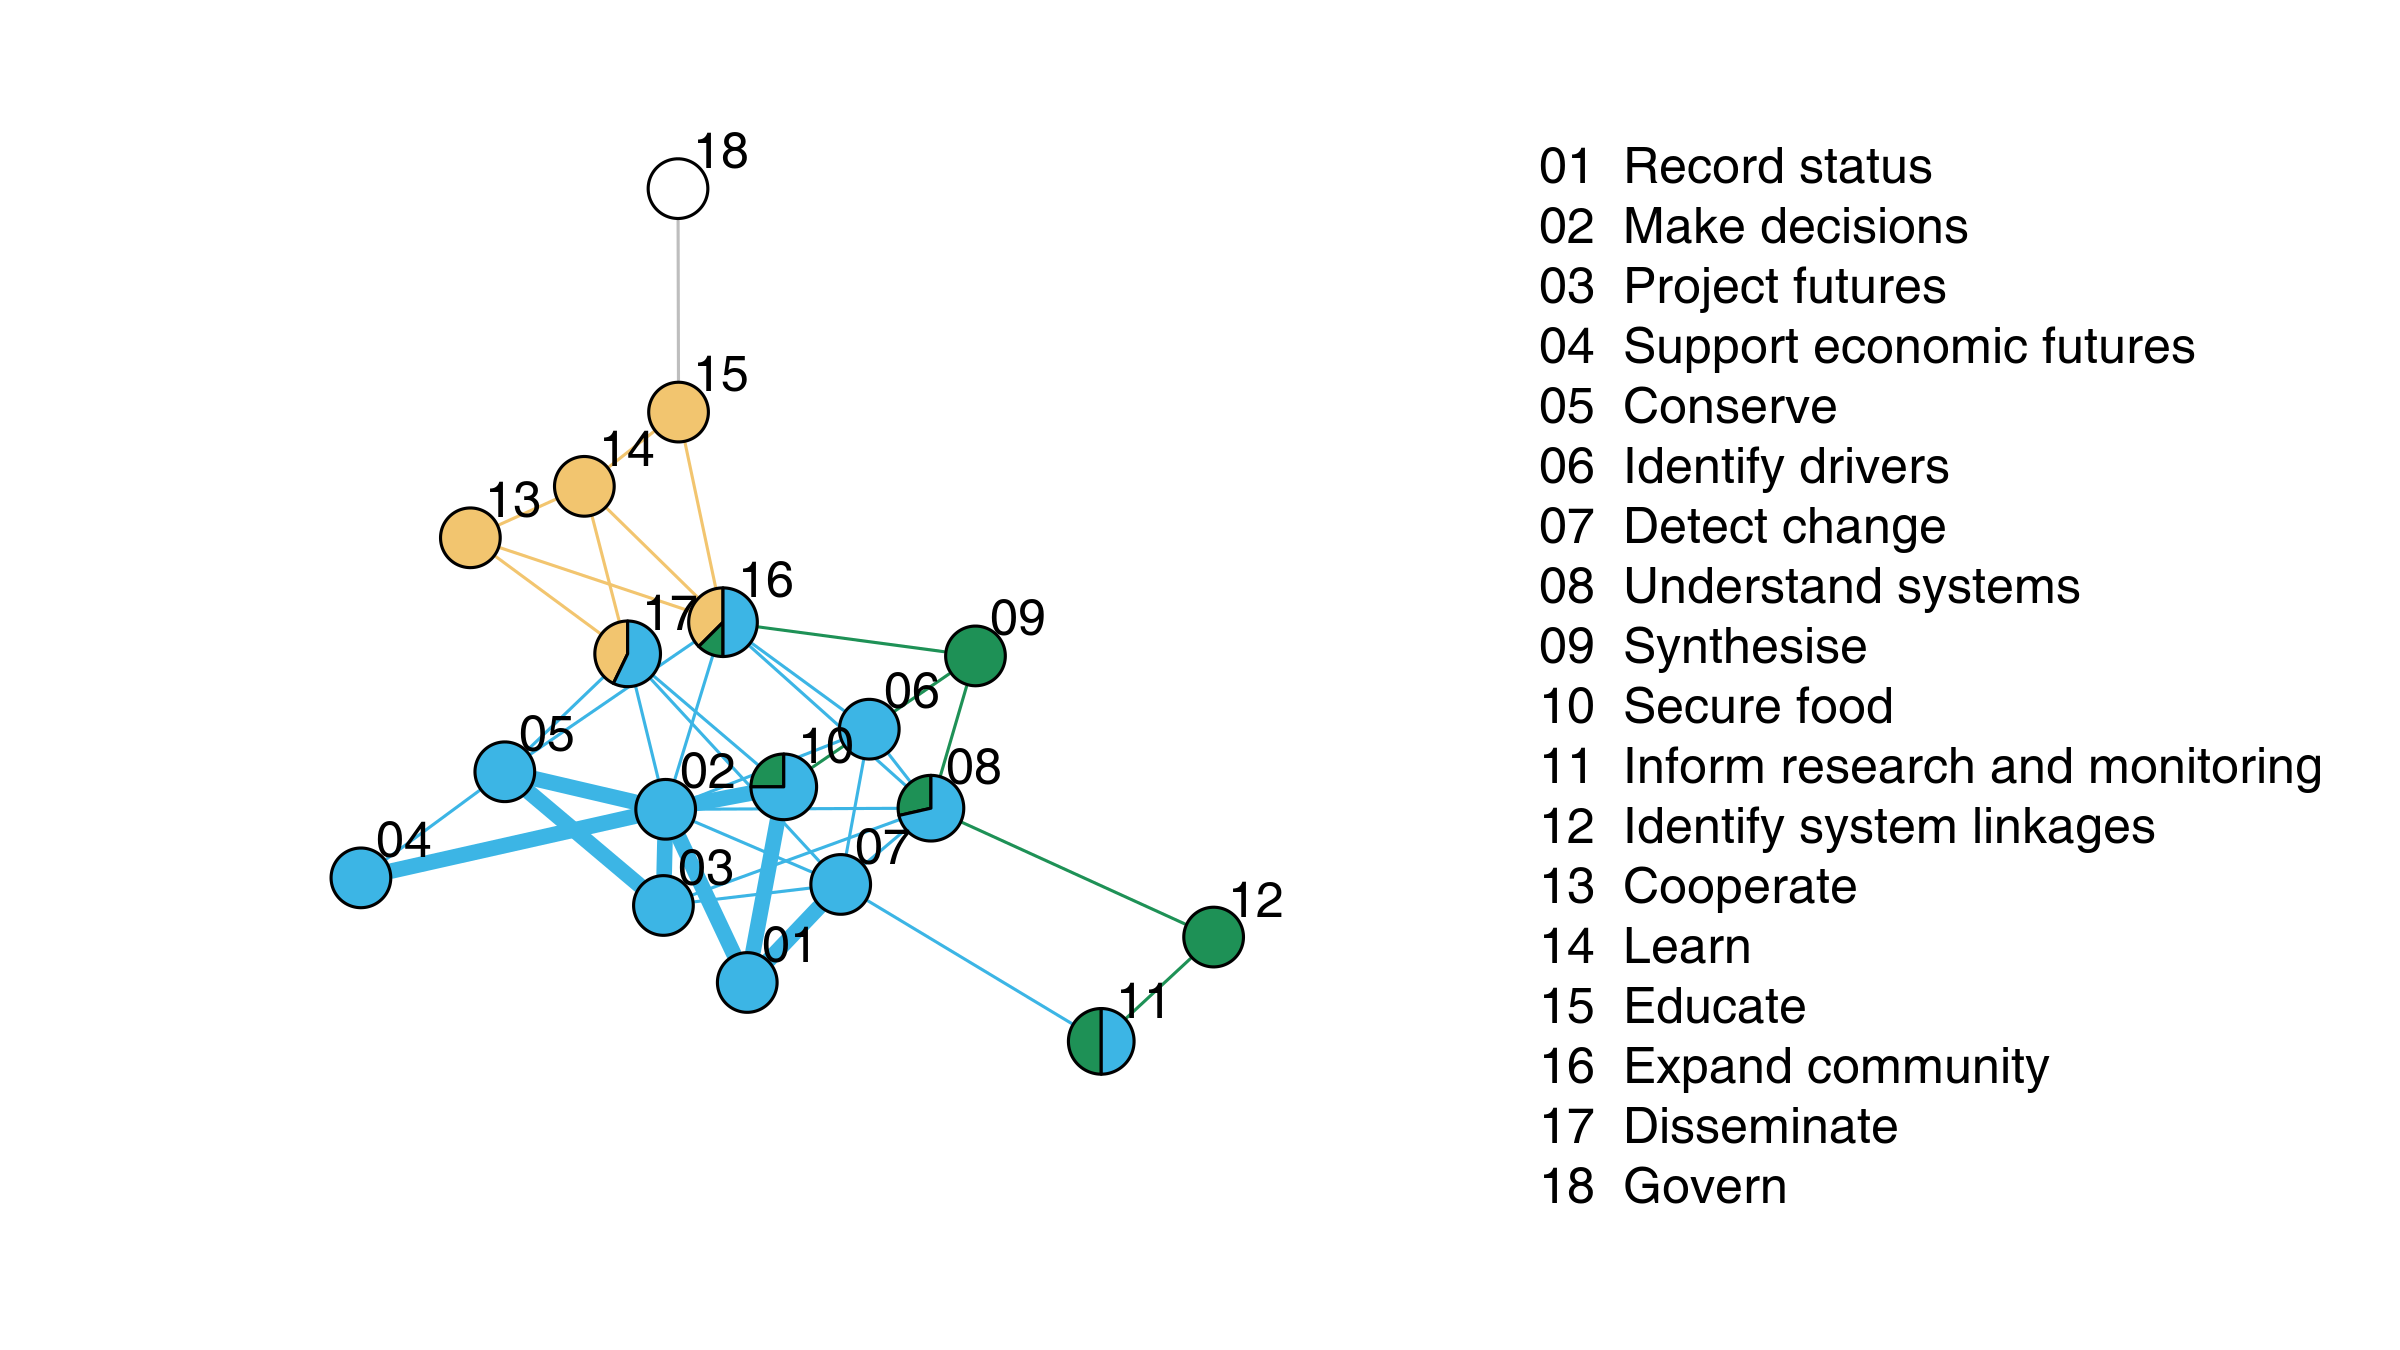 18
15
14
13
16
17
09
06
05
10
02
08
04
07
03
12
01
11
01 Record status
02 Make decisions
03 Project futures
04 Support economic futures
05 Conserve
06 Identify drivers
07 Detect change
08 Understand systems
09 Synthesise
10 Secure food
11 Inform research and monitoring
12 Identify system linkages
13 Cooperate
14 Learn
15 Educate
16 Expand community
17 Disseminate
18 Govern